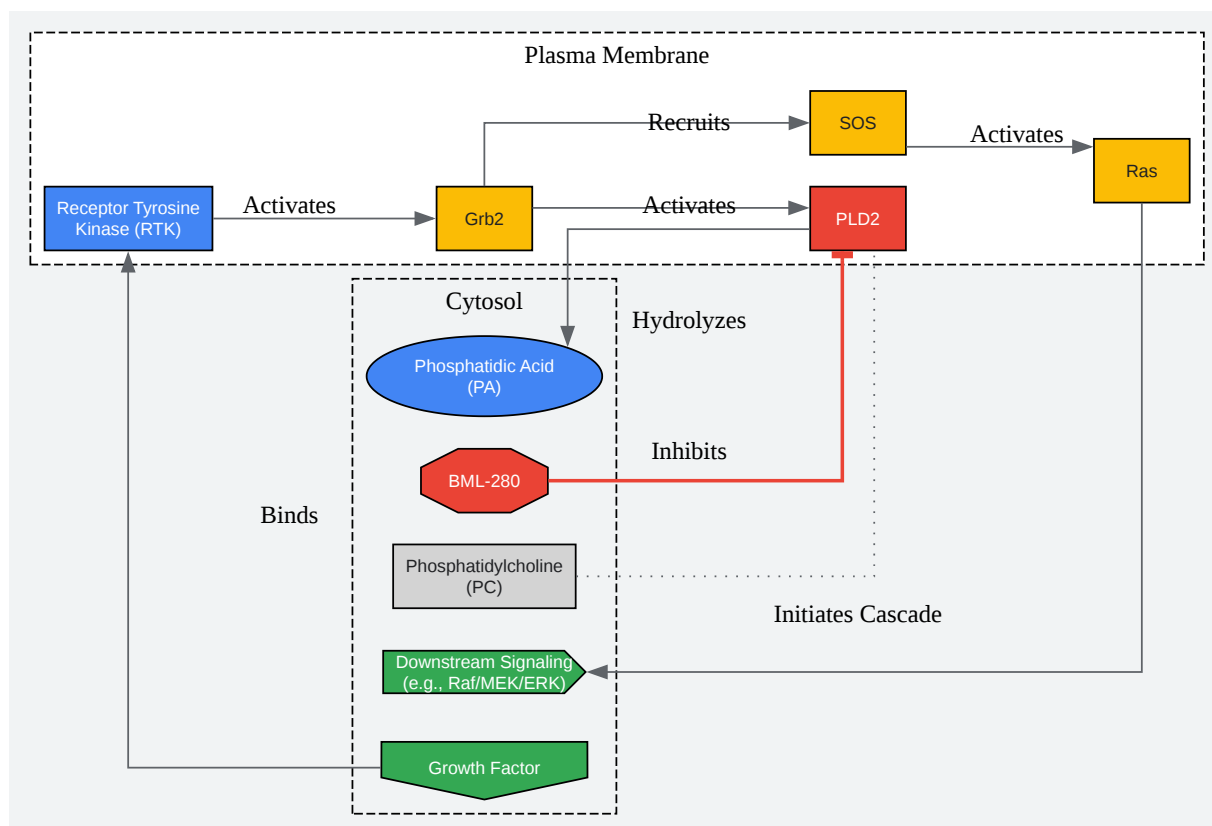 Plasma Membrane
Recruits
SOS
Activates
Ras
Receptor Tyrosine
Kinase (RTK)
Activates
Grb2
Activates
PLD2
Cytosol
Hydrolyzes
Phosphatidic Acid
(PA)
Inhibits
BML-280
Binds
Phosphatidylcholine
(PC)
Initiates Cascade
Downstream Signaling
(e.g., Raf/MEK/ERK)
Growth Factor